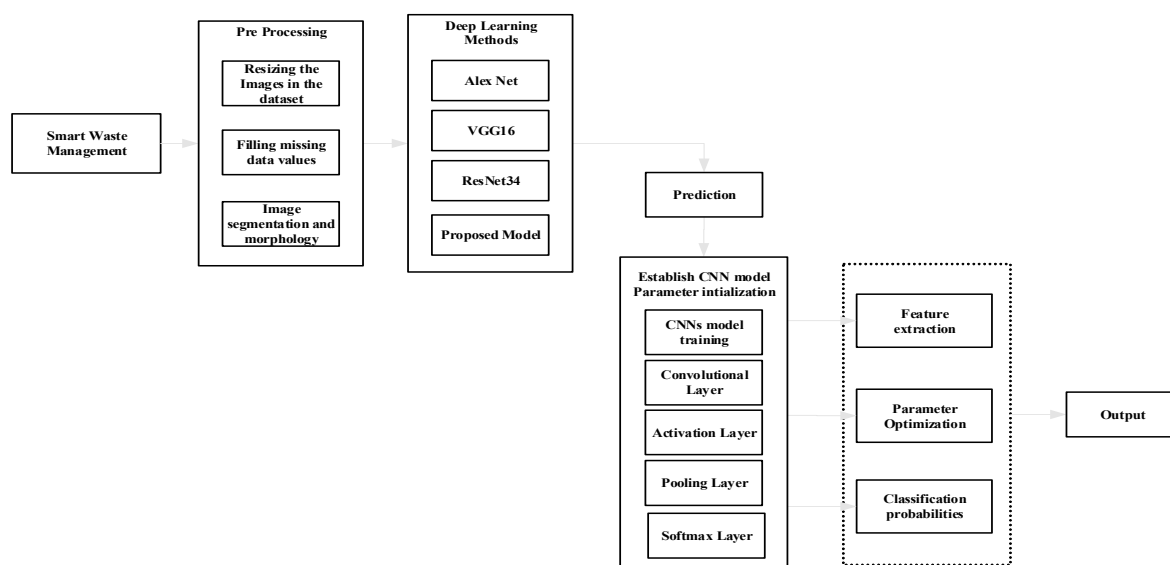 Smart Waste
Management
Pre Processing
Resizing the
Images in the
dataset
Filling missing
data values
Image
segmentation and
morphology
Deep Learning
Methods
Alex Net
VGG16
ResNet34
Proposed Model
Prediction
Establish CNN model
Parameter intialization
CNNs model
training
Convolutional
Layer
Activation Layer
Pooling Layer
Softmax Layer
Feature
extraction
Parameter
Optimization
Classification
probabilities
Output